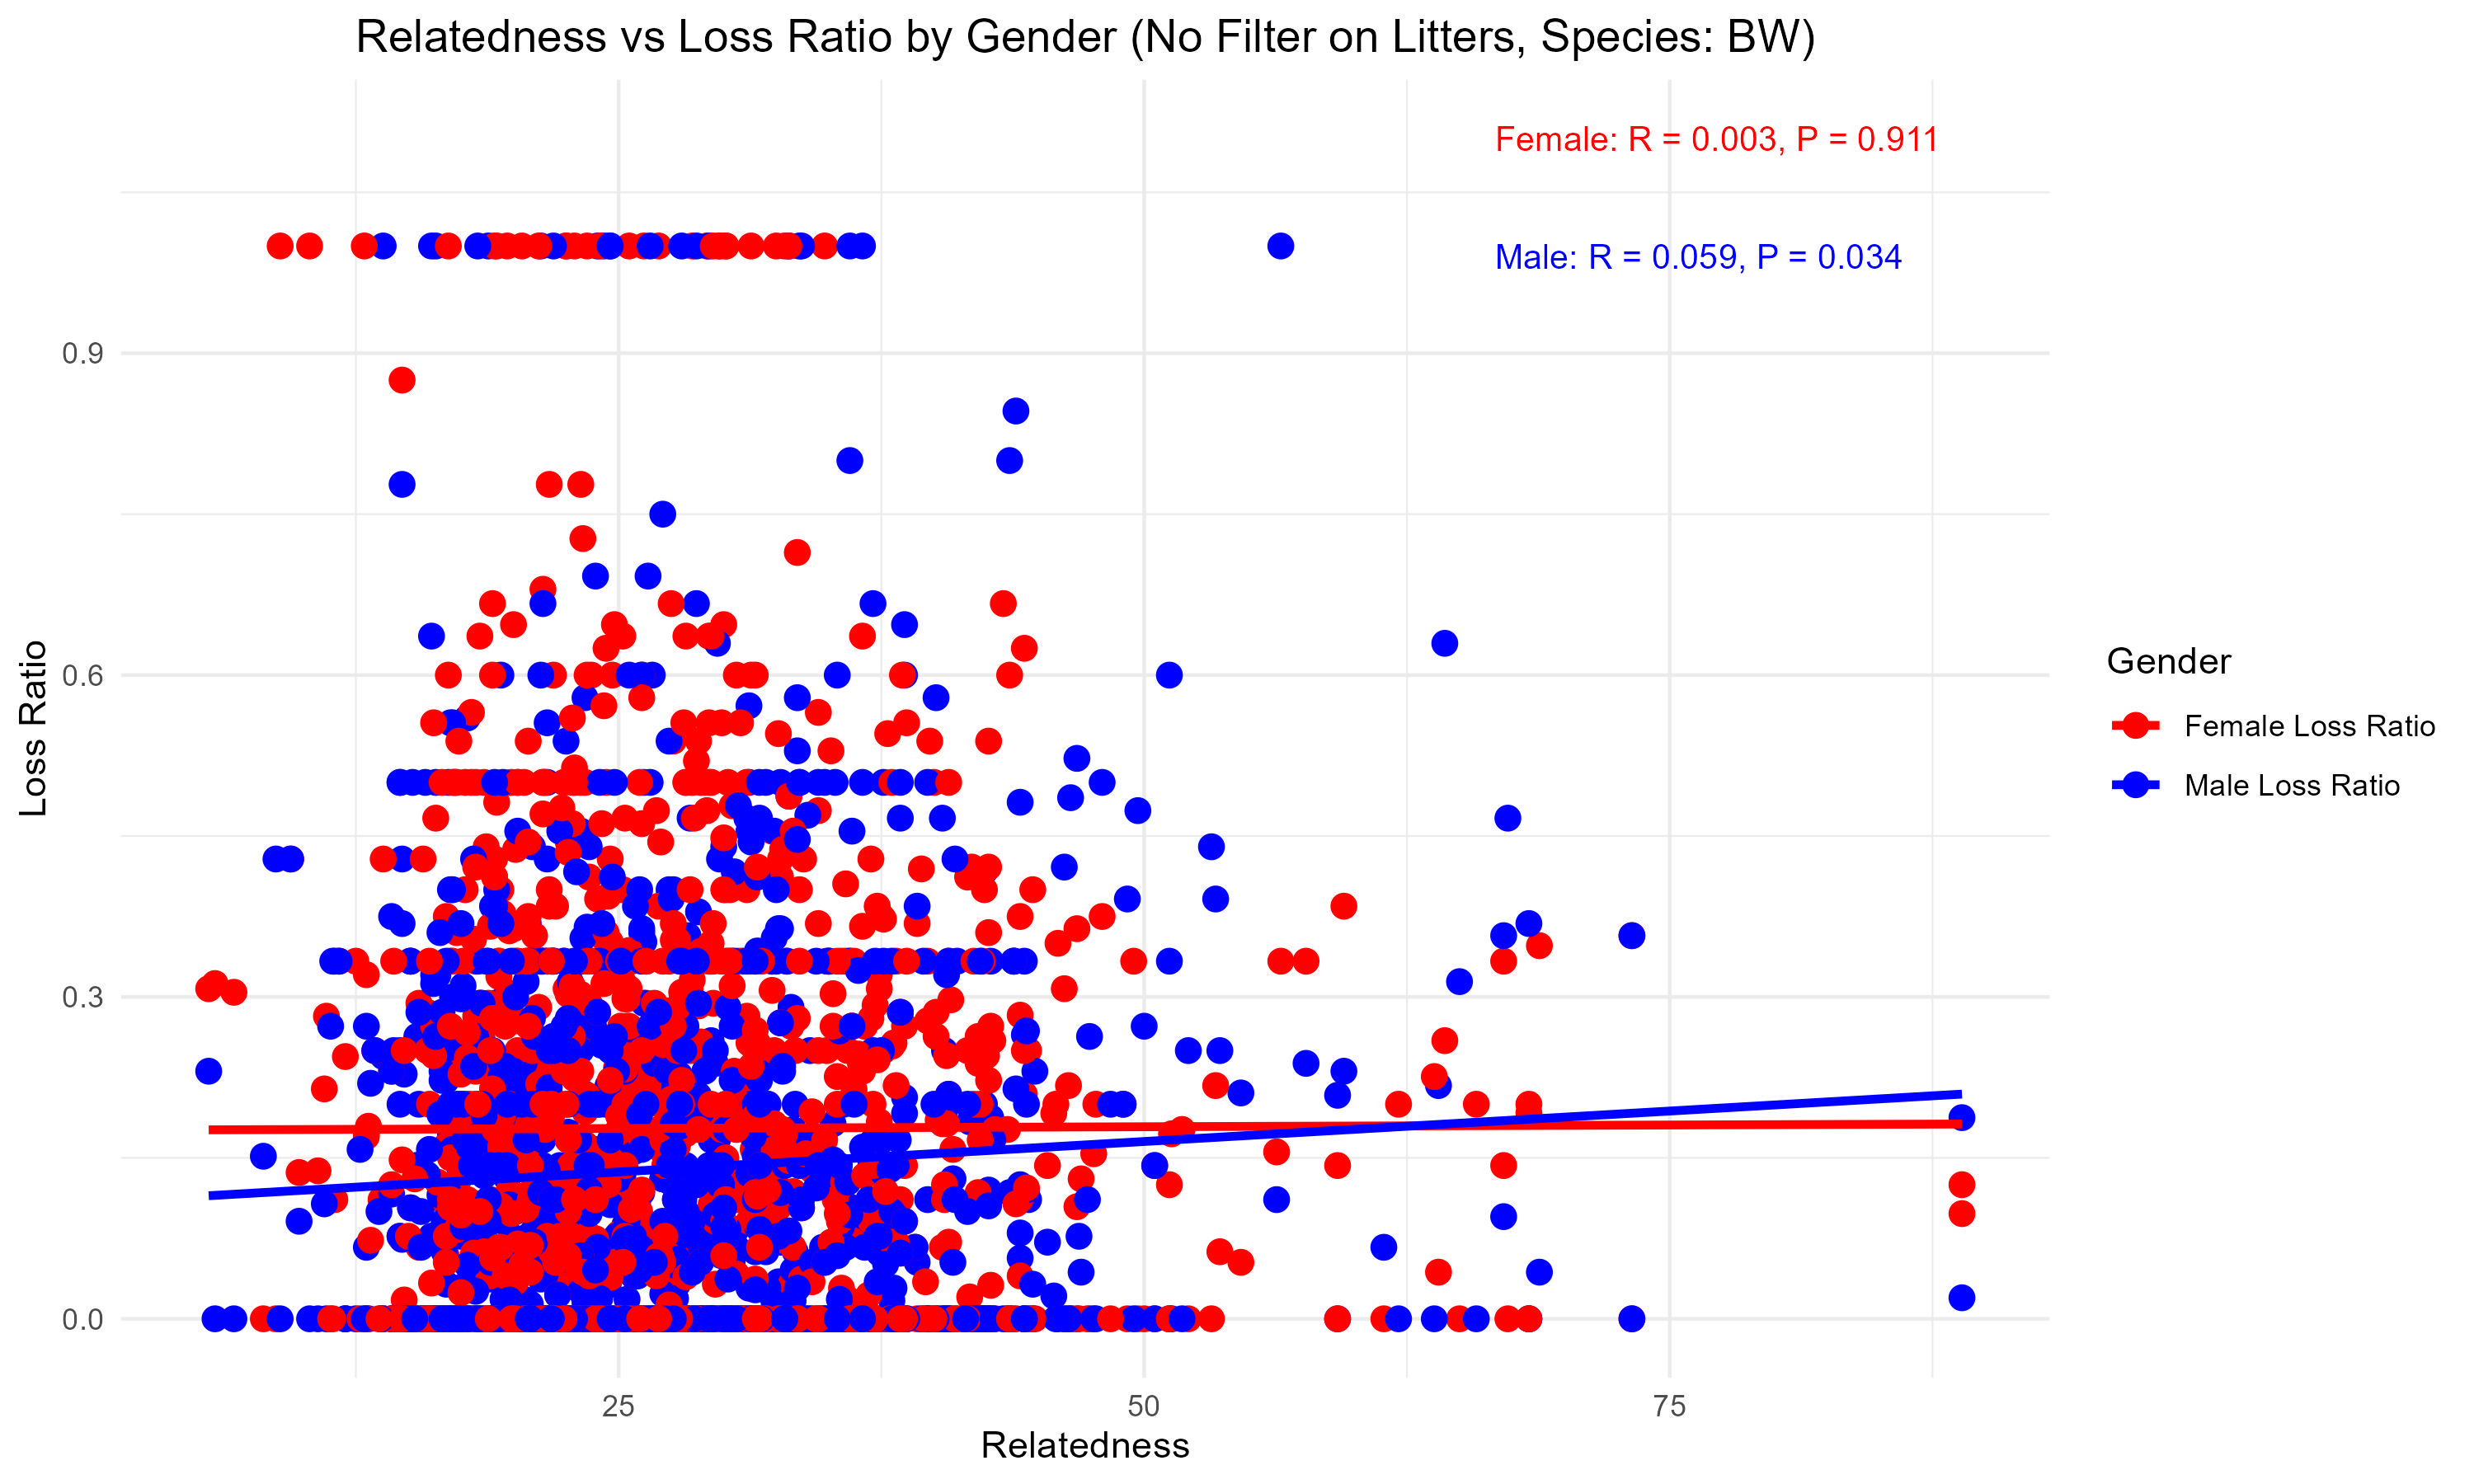 Relatedness vs Loss Ratio by Gender (No Filter on Litters, Species: BW)
Female: R = 0.003, P = 0.911
Male: R = 0.059, P = 0.034
0.9
0.6
0.3
0.0
Loss Ratio
25
50
75
Relatedness
Gender
Female Loss Ratio
Male Loss Ratio